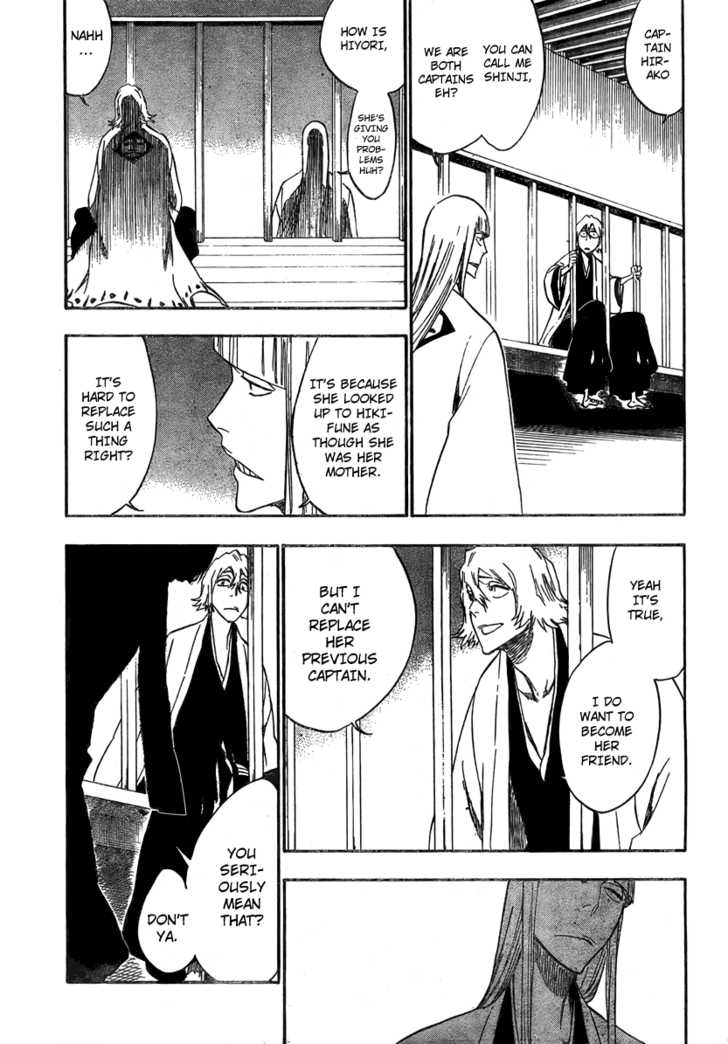 CAP-
TAIN
HIR-
AKO
YOU CAN
CALL ME
SHINJI,
WE ARE
BOTH
CAPTAINS
EH?
HOW IS
HIYORI,
SHE'S
GIVING
YOU
PROB-
LEMS
HUH?
NAHH
...
IT'S BECAUSE
SHE LOOKED
UP TO HIKI-
FUNE AS
THOUGH SHE
WAS HER
MOTHER.
IT'S
HARD TO
REPLACE
SUCH A
THING
RIGHT?
YEAH
IT'S
TRUE,
I DO
WANT TO
BECOME
HER
FRIEND.
BUT I
CAN'T
REPLACE
HER
PREVIOUS
CAPTAIN.
YOU
SERI-
OUSLY
MEAN
THAT?
DON'T
YA.